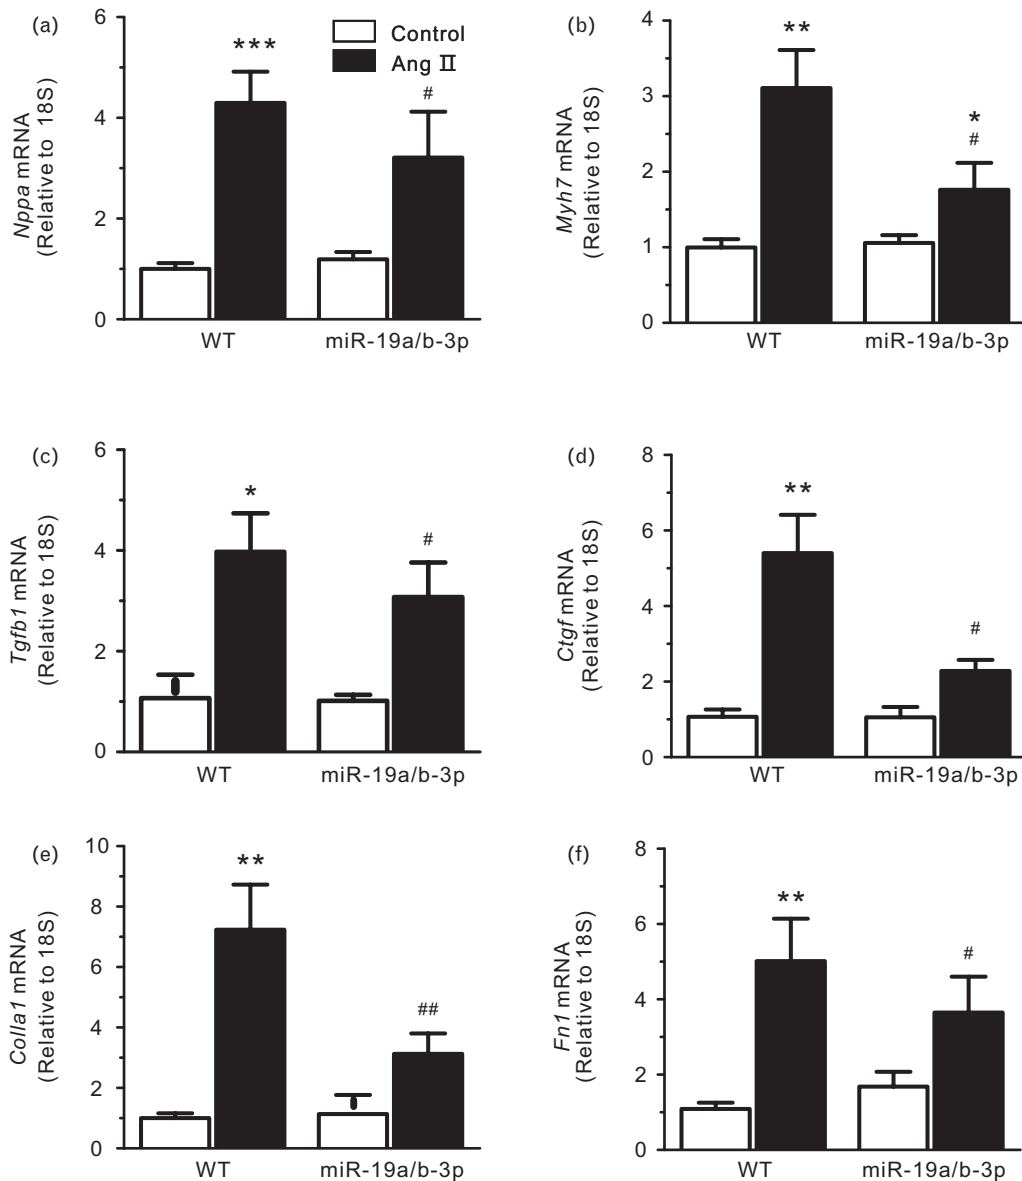 (a)
Nppa mRNA
(Relative to 18S)
6
4
2
0
***
#
Control
Ang II
WT
miR-19a/b-3p
(b)
Myh7 mRNA
(Relative to 18S)
4
3
2
1
0
**
*
#
WT
miR-19a/b-3p
(c)
Tgfb1 mRNA
(Relative to 18S)
6
4
2
0
*
#
WT
miR-19a/b-3p
(d)
Ctgf mRNA
(Relative to 18S)
8
6
4
2
0
**
#
WT
miR-19a/b-3p
(e)
Colla1 mRNA
(Relative to 18S)
10
8
6
4
2
0
**
##
WT
miR-19a/b-3p
(f)
Fn1 mRNA
(Relative to 18S)
8
6
4
2
0
**
#
WT
miR-19a/b-3p